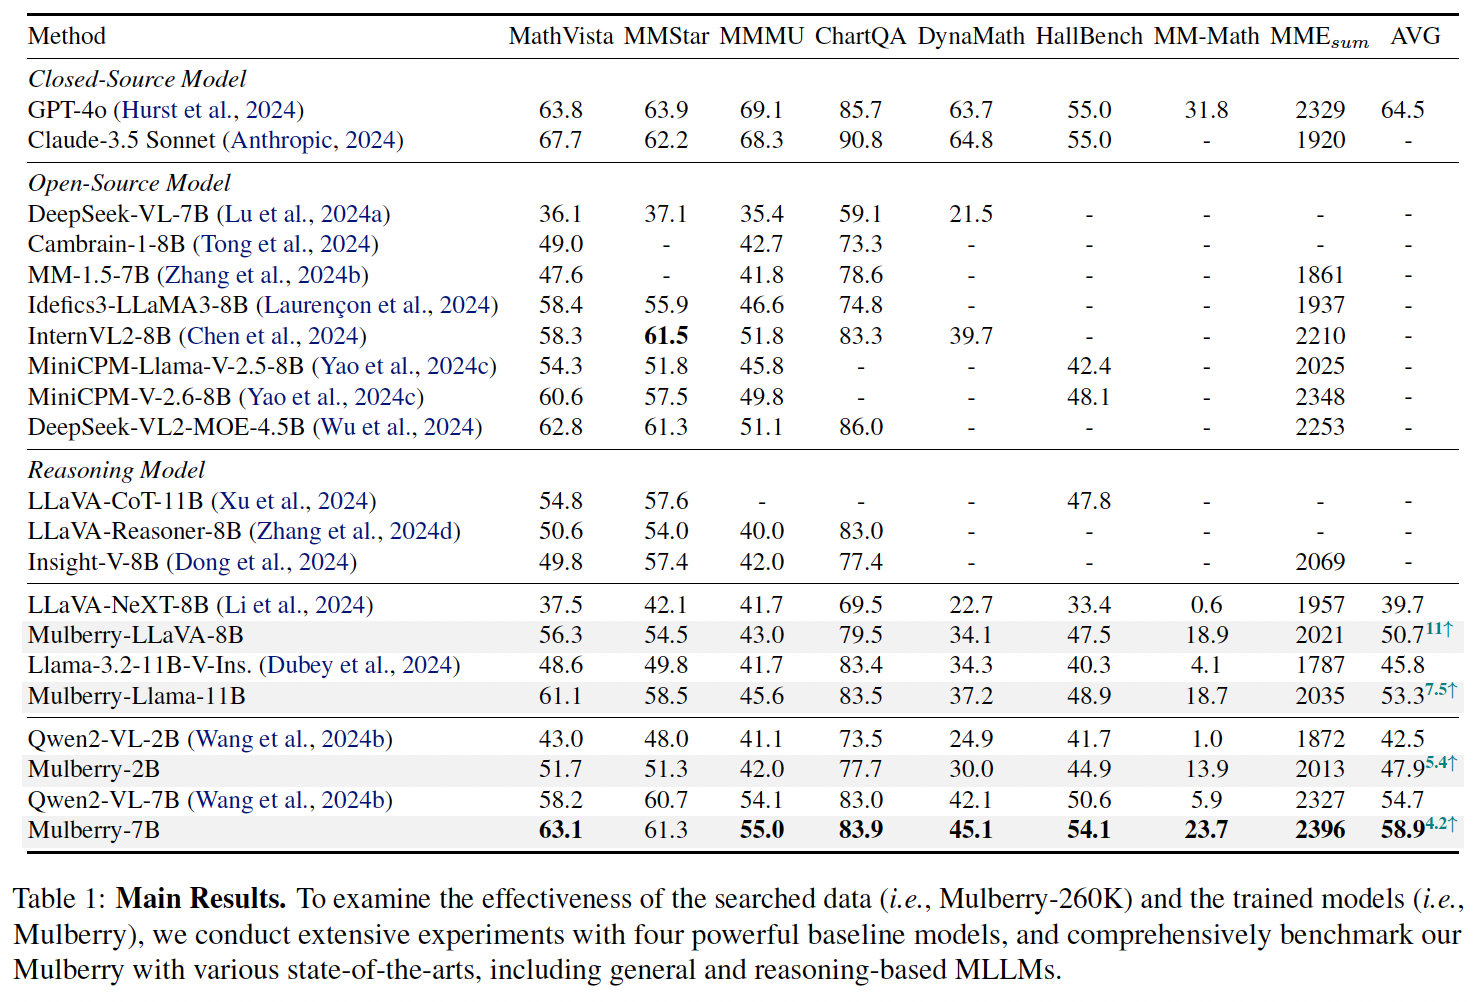 Method MathVista MMStar MMMU ChartQA DynaMath HallBench MM-Math MMEsum AVG
Closed-Source Model
GPT-4o (Hurst et al., 2024) 63.8 63.9 69.1 85.7 63.7 55.0 31.8 2329 64.5
Claude-3.5 Sonnet (Anthropic, 2024) 67.7 62.2 68.3 90.8 64.8 55.0 - 1920 -
Open-Source Model
DeepSeek-VL-7B (Lu et al., 2024a) 36.1 37.1 35.4 59.1 21.5 - - - -
Cambrain-1-8B (Tong et al., 2024) 49.0 - 42.7 73.3 - - - - -
MM-1.5-7B (Zhang et al., 2024b) 47.6 - 41.8 78.6 - - - 1861 -
Idefics3-LLaMA3-8B (Laurençon et al., 2024) 58.4 55.9 46.6 74.8 - - - 1937 -
InternVL2-8B (Chen et al., 2024) 58.3 61.5 51.8 83.3 39.7 - - 2210 -
MiniCPM-Llama-V-2.5-8B (Yao et al., 2024c) 54.3 51.8 45.8 - - 42.4 - 2025 -
MiniCPM-V-2.6-8B (Yao et al., 2024c) 60.6 57.5 49.8 - - 48.1 - 2348 -
DeepSeek-VL2-MOE-4.5B (Wu et al., 2024) 62.8 61.3 51.1 86.0 - - - 2253 -
Reasoning Model
LLaVA-CoT-11B (Xu et al., 2024) 54.8 57.6 - - - 47.8 - - -
LLaVA-Reasoner-8B (Zhang et al., 2024d) 50.6 54.0 40.0 83.0 - - - - -
Insight-V-8B (Dong et al., 2024) 49.8 57.4 42.0 77.4 - - - 2069 -
LLaVA-NeXT-8B (Li et al., 2024) 37.5 42.1 41.7 69.5 22.7 33.4 0.6 1957 39.7
Mulberry-LLaVA-8B 56.3 54.5 43.0 79.5 34.1 47.5 18.9 2021 50.7 11↑
Llama-3.2-11B-V-Ins. (Dubey et al., 2024) 48.6 49.8 41.7 83.4 34.3 40.3 4.1 1787 45.8
Mulberry-Llama-11B 61.1 58.5 45.6 83.5 37.2 48.9 18.7 2035 53.3 7.5↑
Qwen2-VL-2B (Wang et al., 2024b) 43.0 48.0 41.1 73.5 24.9 41.7 1.0 1872 42.5
Mulberry-2B 51.7 51.3 42.0 77.7 30.0 44.9 13.9 2013 47.9 5.4↑
Qwen2-VL-7B (Wang et al., 2024b) 58.2 60.7 54.1 83.0 42.1 50.6 5.9 2327 54.7
Mulberry-7B 63.1 61.3 55.0 83.9 45.1 54.1 23.7 2396 58.9 4.2↑
Table 1: Main Results. To examine the effectiveness of the searched data (i.e., Mulberry-260K) and the trained models (i.e.,
Mulberry), we conduct extensive experiments with four powerful baseline models, and comprehensively benchmark our
Mulberry with various state-of-the-arts, including general and reasoning-based MLLMs.